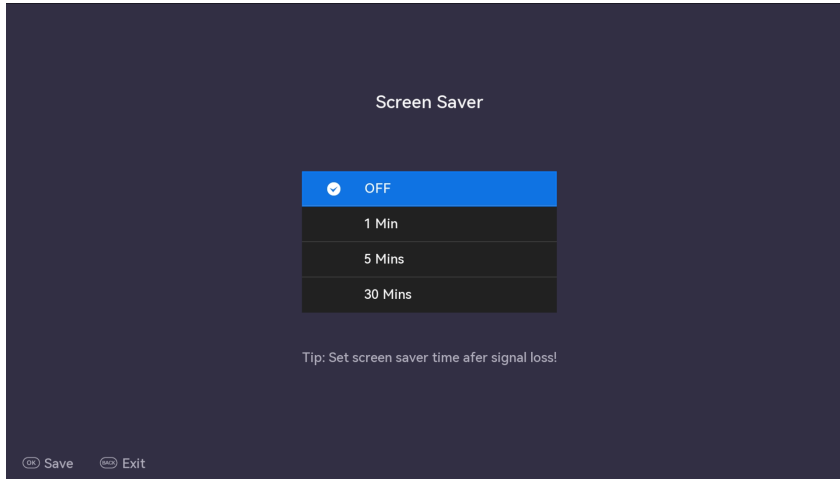 Screen Saver
OFF
1 Min
5 Mins
30 Mins
Tip: Set screen saver time afer signal loss!
OK Save BACK Exit